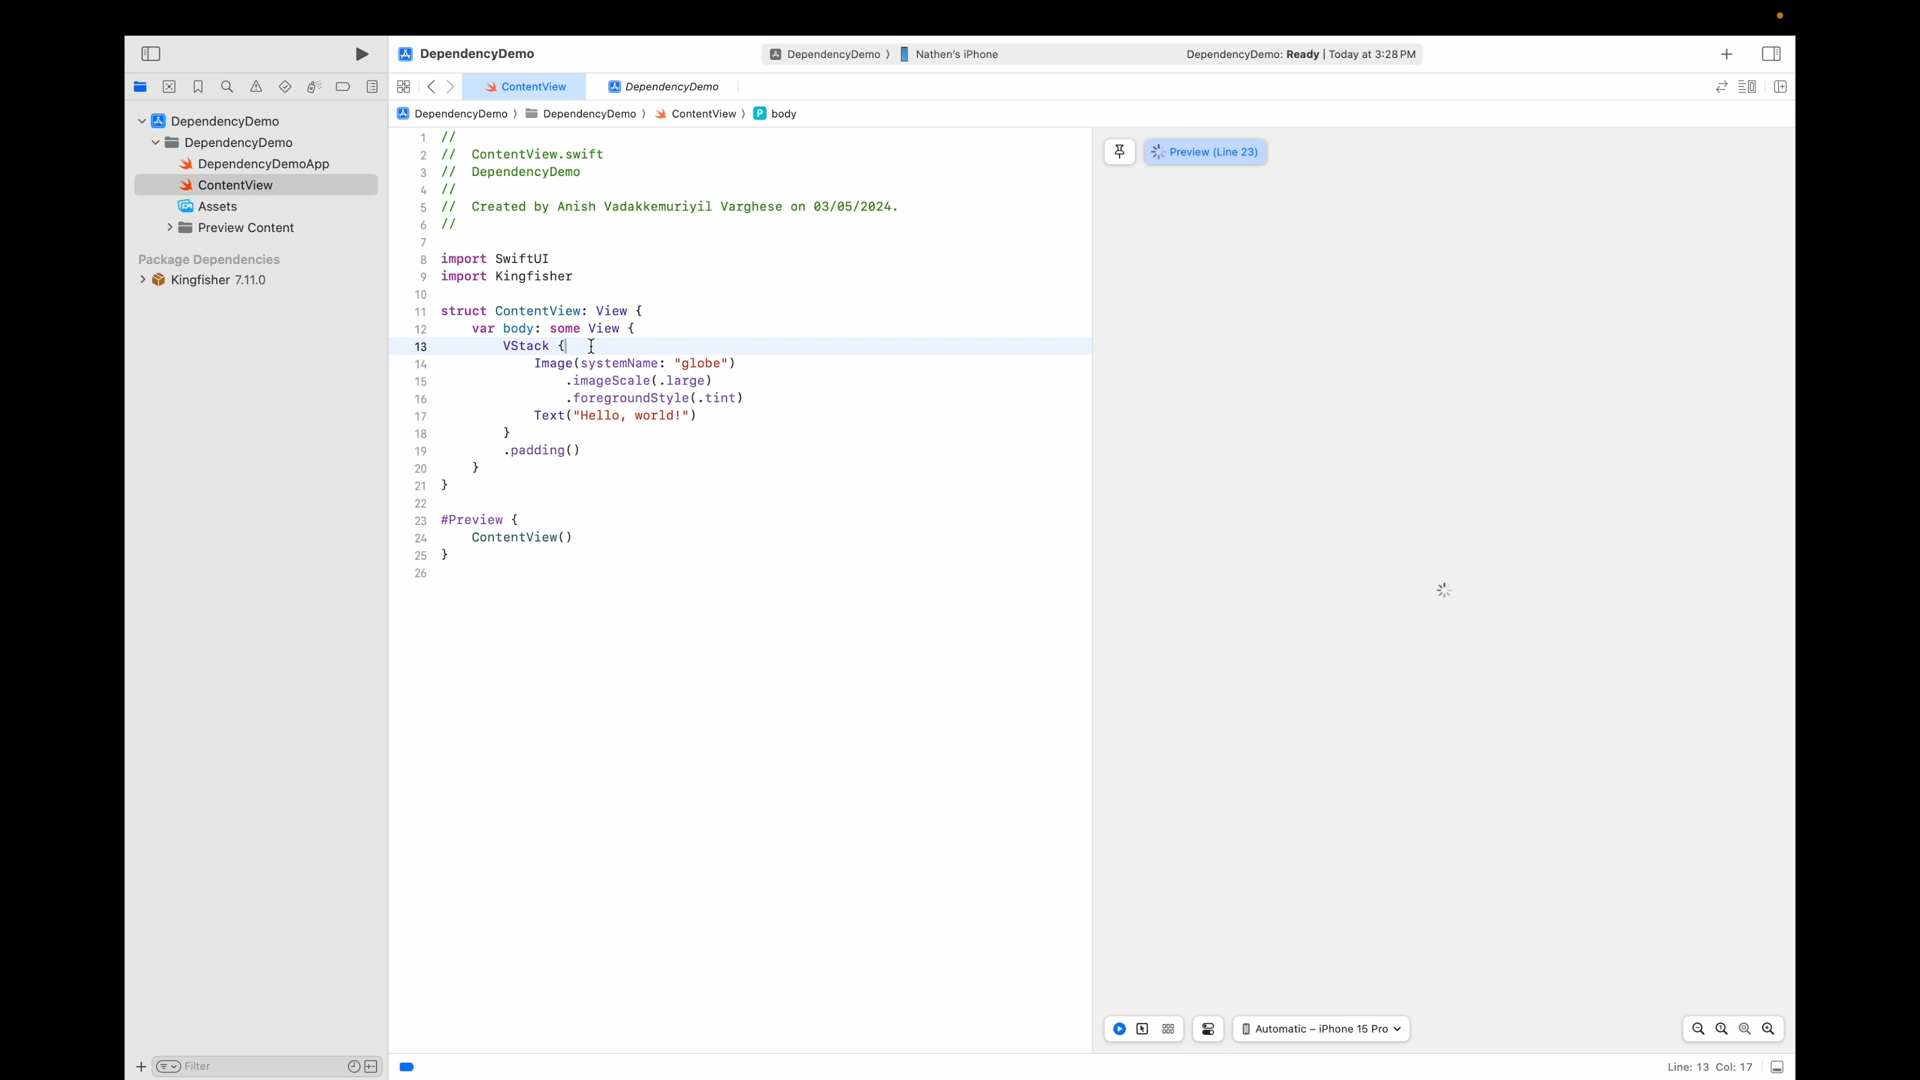 DependencyDemo
DependencyDemo 〉 Nathen's iPhone
DependencyDemo: Ready | Today at 3:28 PM
ContentView
DependencyDemo
DependencyDemo 〉 DependencyDemo 〉 ContentView 〉 P body
DependencyDemo
DependencyDemo
DependencyDemoApp
ContentView
Assets
Preview Content
Package Dependencies
Kingfisher 7.11.0
1 //
2 // ContentView.swift
3 // DependencyDemo
4 //
5 // Created by Anish Vadakkemuriyil Varghese on 03/05/2024.
6 //
7
8 import SwiftUI
9 import Kingfisher
10
11 struct ContentView: View {
12 var body: some View {
13 VStack {
14 Image(systemName: "globe")
15 .imageScale(.large)
16 .foregroundStyle(.tint)
17 Text("Hello, world!")
18 }
19 .padding()
20 }
21 }
22
23 #Preview {
24 ContentView()
25 }
26
Preview (Line 23)
Automatic – iPhone 15 Pro
Filter
Line: 13 Col: 17